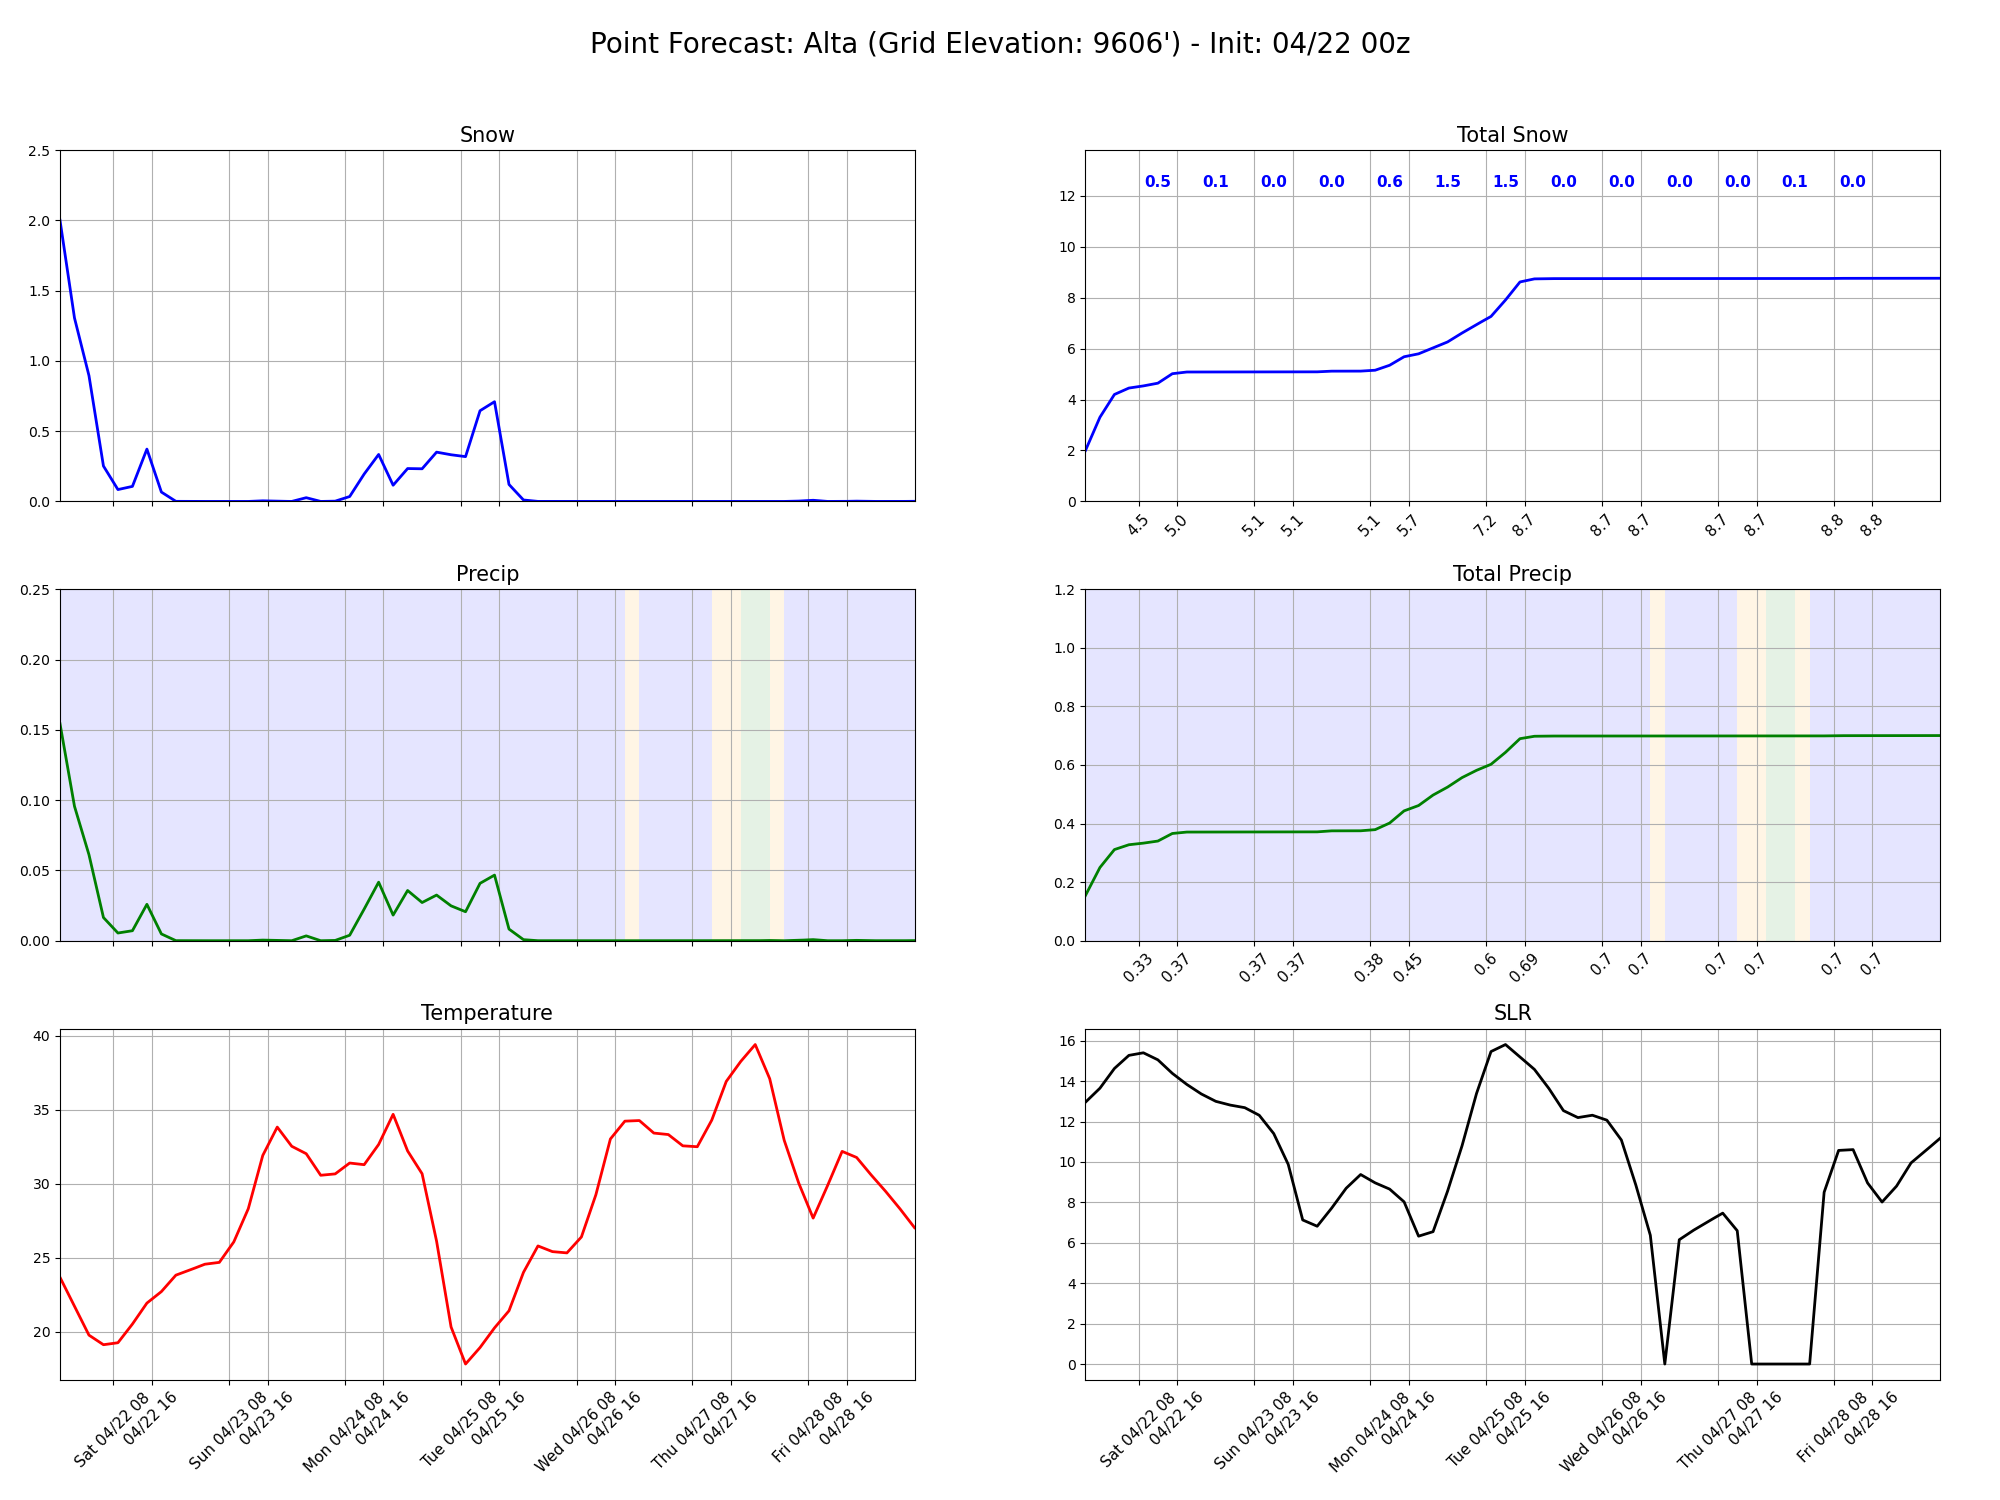 Point Forecast: Alta (Grid Elevation: 9606') - Init: 04/22 00z
Snow
2.5
2.0
1.5
1.0
0.5
0.0
Total Snow
0.5 0.1 0.0 0.0 0.6 1.5 1.5 0.0 0.0 0.0 0.0 0.1 0.0
12
10
8
6
4
2
0
4.5 5.0 5.1 5.1 5.1 5.7 7.2 8.7 8.7 8.7 8.7 8.7 8.8 8.8
Precip
0.25
0.20
0.15
0.10
0.05
0.00
Total Precip
1.2
1.0
0.8
0.6
0.4
0.2
0.0
0.33 0.37 0.37 0.37 0.38 0.45 0.6 0.69 0.7 0.7 0.7 0.7 0.7 0.7
Temperature
40
35
30
25
20
Sat 04/22 08
04/22 16
Sun 04/23 08
04/23 16
Mon 04/24 08
04/24 16
Tue 04/25 08
04/25 16
Wed 04/26 08
04/26 16
Thu 04/27 08
04/27 16
Fri 04/28 08
04/28 16
SLR
16
14
12
10
8
6
4
2
0
Sat 04/22 08
04/22 16
Sun 04/23 08
04/23 16
Mon 04/24 08
04/24 16
Tue 04/25 08
04/25 16
Wed 04/26 08
04/26 16
Thu 04/27 08
04/27 16
Fri 04/28 08
04/28 16